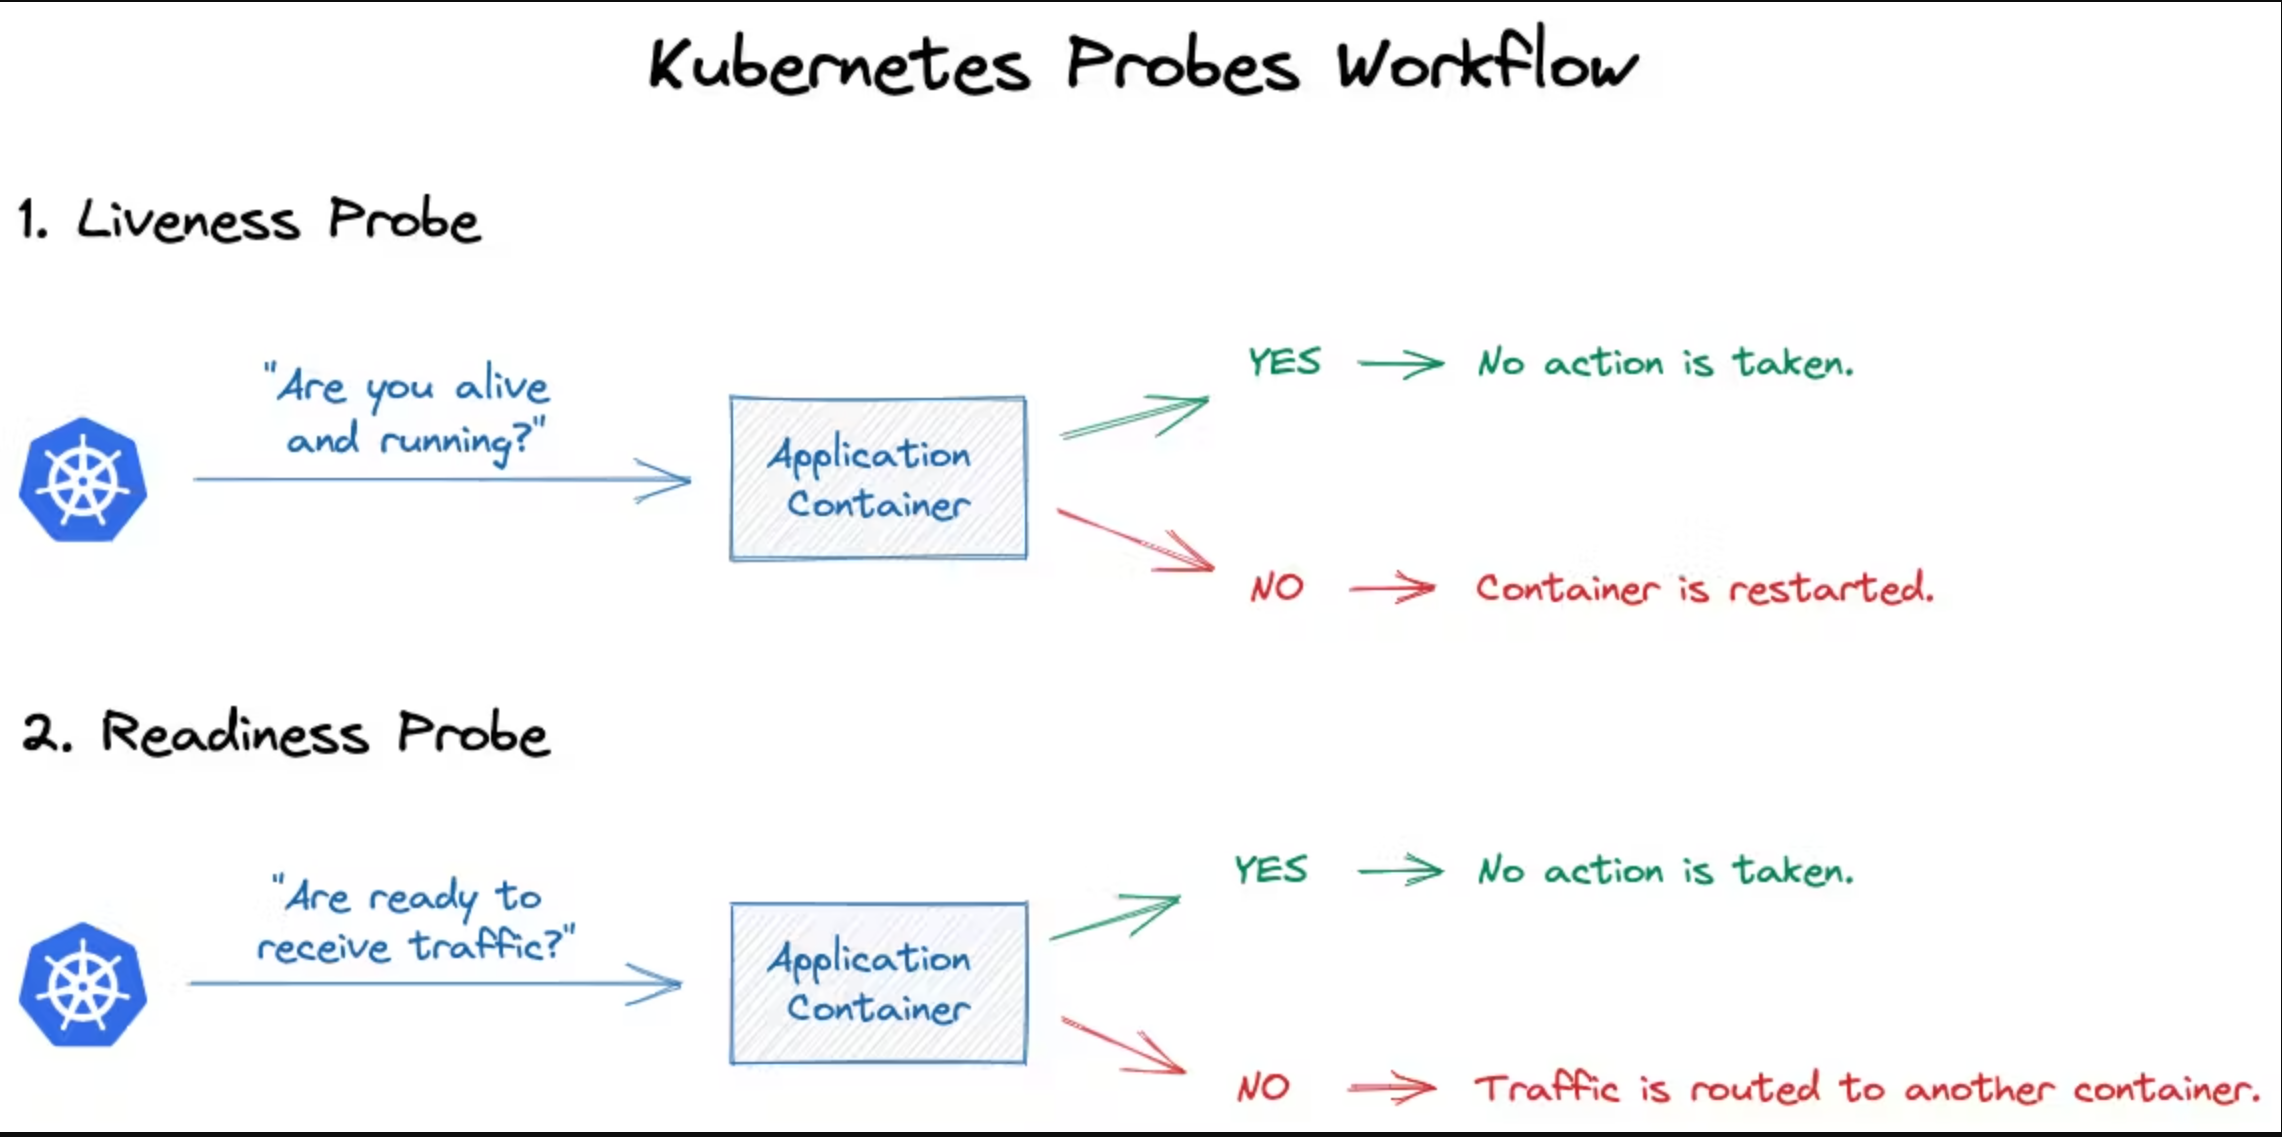 Kubernetes Probes Workflow
1. Liveness Probe
"Are you alive
and running?"
Application
Container
YES
No action is taken.
NO
Container is restarted.
2. Readiness Probe
"Are ready to
receive traffic?"
Application
Container
YES
No action is taken.
NO
Traffic is routed to another container.